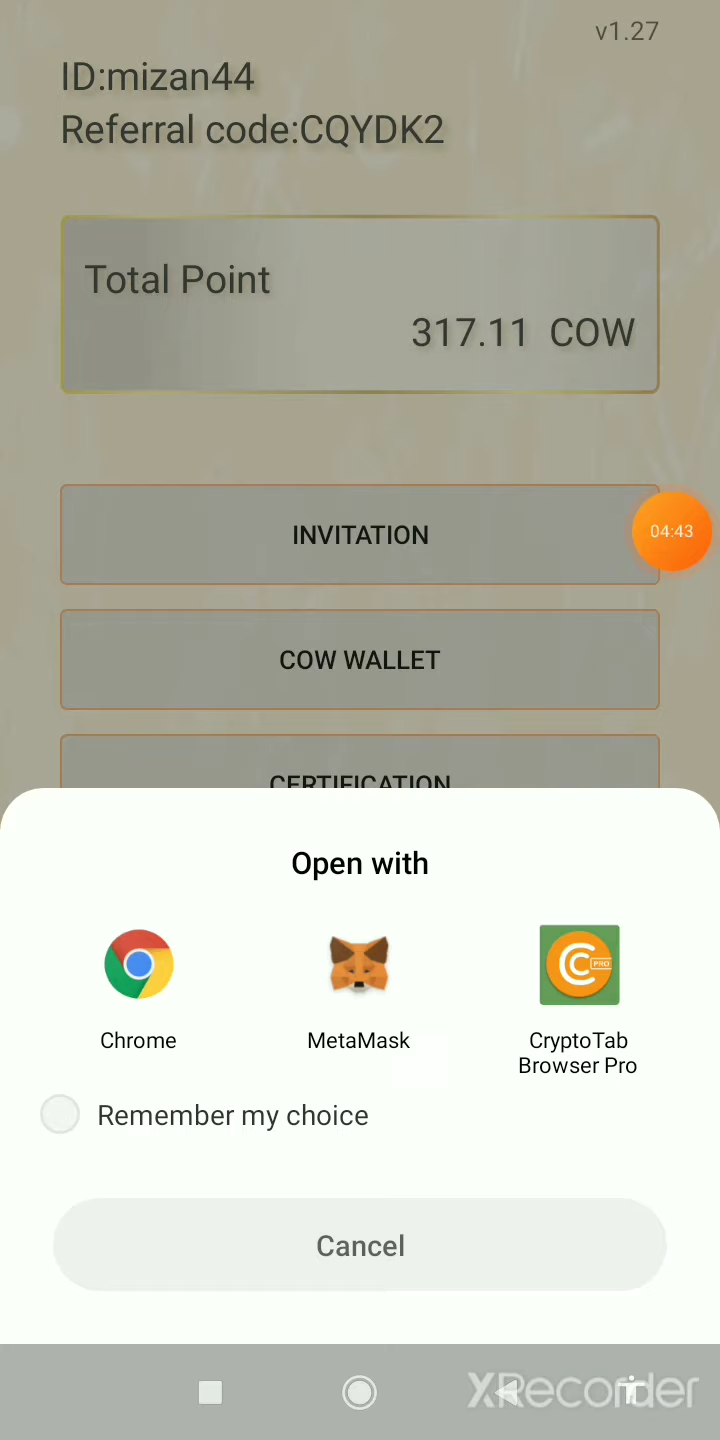 v1.27
ID:mizan44
Referral code:CQYDK2
Total Point
317.11 COW
INVITATION
04:43
COW WALLET
CERTIFICATION
Open with
PRO
Chrome
MetaMask
CryptoTab
Browser Pro
Remember my choice
Cancel
XRecorder